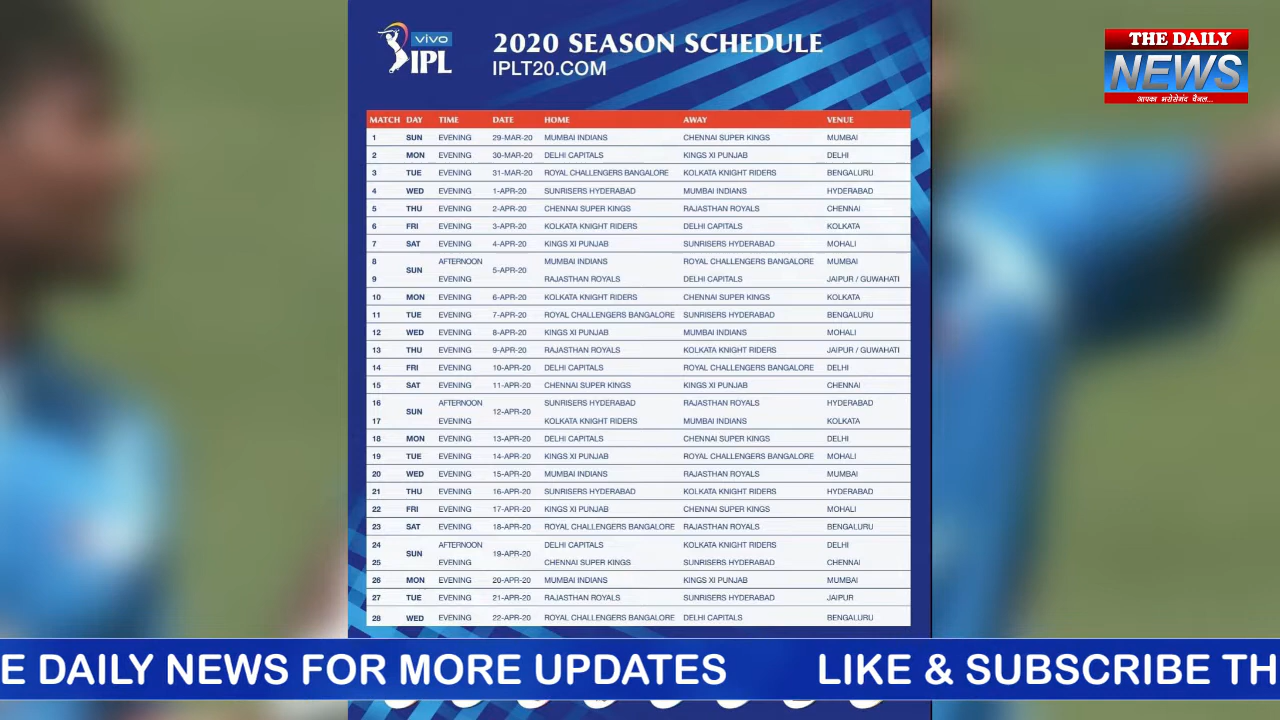 vivo
IPL
2020 SEASON SCHEDULE
IPLT20.COM
THE DAILY
NEWS
आपका भरोसेमंद चैनल...
MATCH DAY TIME DATE HOME AWAY VENUE
1 SUN EVENING 29-MAR-20 MUMBAI INDIANS CHENNAI SUPER KINGS MUMBAI
2 MON EVENING 30-MAR-20 DELHI CAPITALS KINGS XI PUNJAB DELHI
3 TUE EVENING 31-MAR-20 ROYAL CHALLENGERS BANGALORE KOLKATA KNIGHT RIDERS BENGALURU
4 WED EVENING 1-APR-20 SUNRISERS HYDERABAD MUMBAI INDIANS HYDERABAD
5 THU EVENING 2-APR-20 CHENNAI SUPER KINGS RAJASTHAN ROYALS CHENNAI
6 FRI EVENING 3-APR-20 KOLKATA KNIGHT RIDERS DELHI CAPITALS KOLKATA
7 SAT EVENING 4-APR-20 KINGS XI PUNJAB SUNRISERS HYDERABAD MOHALI
8 AFTERNOON MUMBAI INDIANS ROYAL CHALLENGERS BANGALORE MUMBAI
SUN 5-APR-20
9 EVENING RAJASTHAN ROYALS DELHI CAPITALS JAIPUR / GUWAHATI
10 MON EVENING 6-APR-20 KOLKATA KNIGHT RIDERS CHENNAI SUPER KINGS KOLKATA
11 TUE EVENING 7-APR-20 ROYAL CHALLENGERS BANGALORE SUNRISERS HYDERABAD BENGALURU
12 WED EVENING 8-APR-20 KINGS XI PUNJAB MUMBAI INDIANS MOHALI
13 THU EVENING 9-APR-20 RAJASTHAN ROYALS KOLKATA KNIGHT RIDERS JAIPUR / GUWAHATI
14 FRI EVENING 10-APR-20 DELHI CAPITALS ROYAL CHALLENGERS BANGALORE DELHI
15 SAT EVENING 11-APR-20 CHENNAI SUPER KINGS KINGS XI PUNJAB CHENNAI
16 AFTERNOON SUNRISERS HYDERABAD RAJASTHAN ROYALS HYDERABAD
SUN 12-APR-20
17 EVENING KOLKATA KNIGHT RIDERS MUMBAI INDIANS KOLKATA
18 MON EVENING 13-APR-20 DELHI CAPITALS CHENNAI SUPER KINGS DELHI
19 TUE EVENING 14-APR-20 KINGS XI PUNJAB ROYAL CHALLENGERS BANGALORE MOHALI
20 WED EVENING 15-APR-20 MUMBAI INDIANS RAJASTHAN ROYALS MUMBAI
21 THU EVENING 16-APR-20 SUNRISERS HYDERABAD KOLKATA KNIGHT RIDERS HYDERABAD
22 FRI EVENING 17-APR-20 KINGS XI PUNJAB CHENNAI SUPER KINGS MOHALI
23 SAT EVENING 18-APR-20 ROYAL CHALLENGERS BANGALORE RAJASTHAN ROYALS BENGALURU
24 AFTERNOON DELHI CAPITALS KOLKATA KNIGHT RIDERS DELHI
SUN 19-APR-20
25 EVENING CHENNAI SUPER KINGS SUNRISERS HYDERABAD CHENNAI
26 MON EVENING 20-APR-20 MUMBAI INDIANS KINGS XI PUNJAB MUMBAI
27 TUE EVENING 21-APR-20 RAJASTHAN ROYALS SUNRISERS HYDERABAD JAIPUR
28 WED EVENING 22-APR-20 ROYAL CHALLENGERS BANGALORE DELHI CAPITALS BENGALURU
E DAILY NEWS FOR MORE UPDATES LIKE & SUBSCRIBE TH